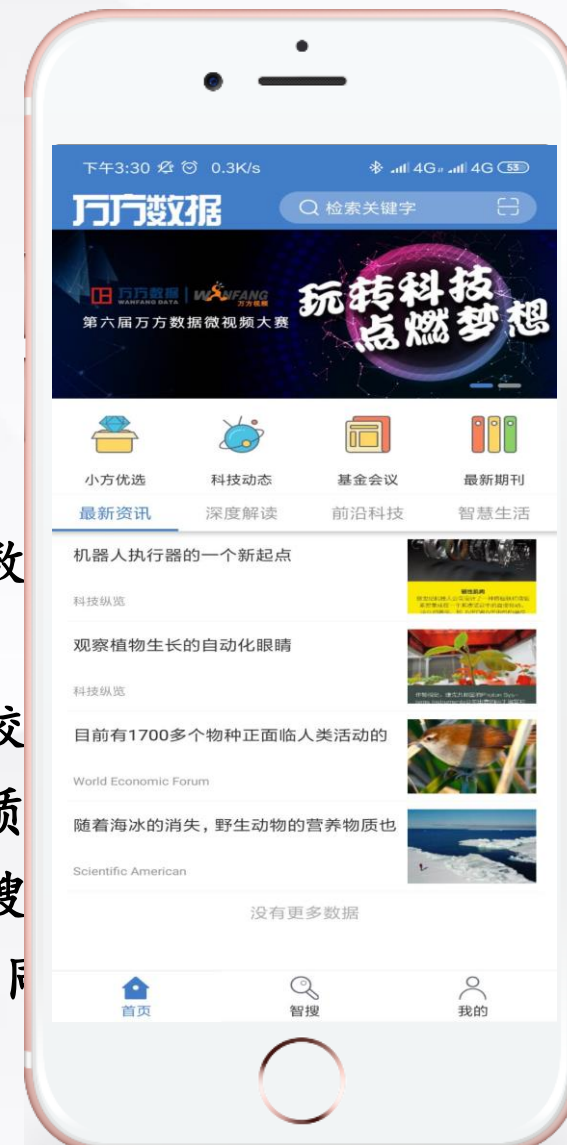 下午3:30 0.3K/s 4G 4G 53
万方数据 检索关键字
万方数据 WANFANG DATA WANFANG 万方视频
第六届万方数据微视频大赛
玩转科技
点燃梦想
小方优选 科技动态 基金会议 最新期刊
最新资讯 深度解读 前沿科技 智慧生活
机器人执行器的一个新起点
科技纵览
观察植物生长的自动化眼睛
科技纵览
目前有1700多个物种正面临人类活动的
World Economic Forum
随着海冰的消失，野生动物的营养物质也
Scientific American
没有更多数据
首页 智搜 我的